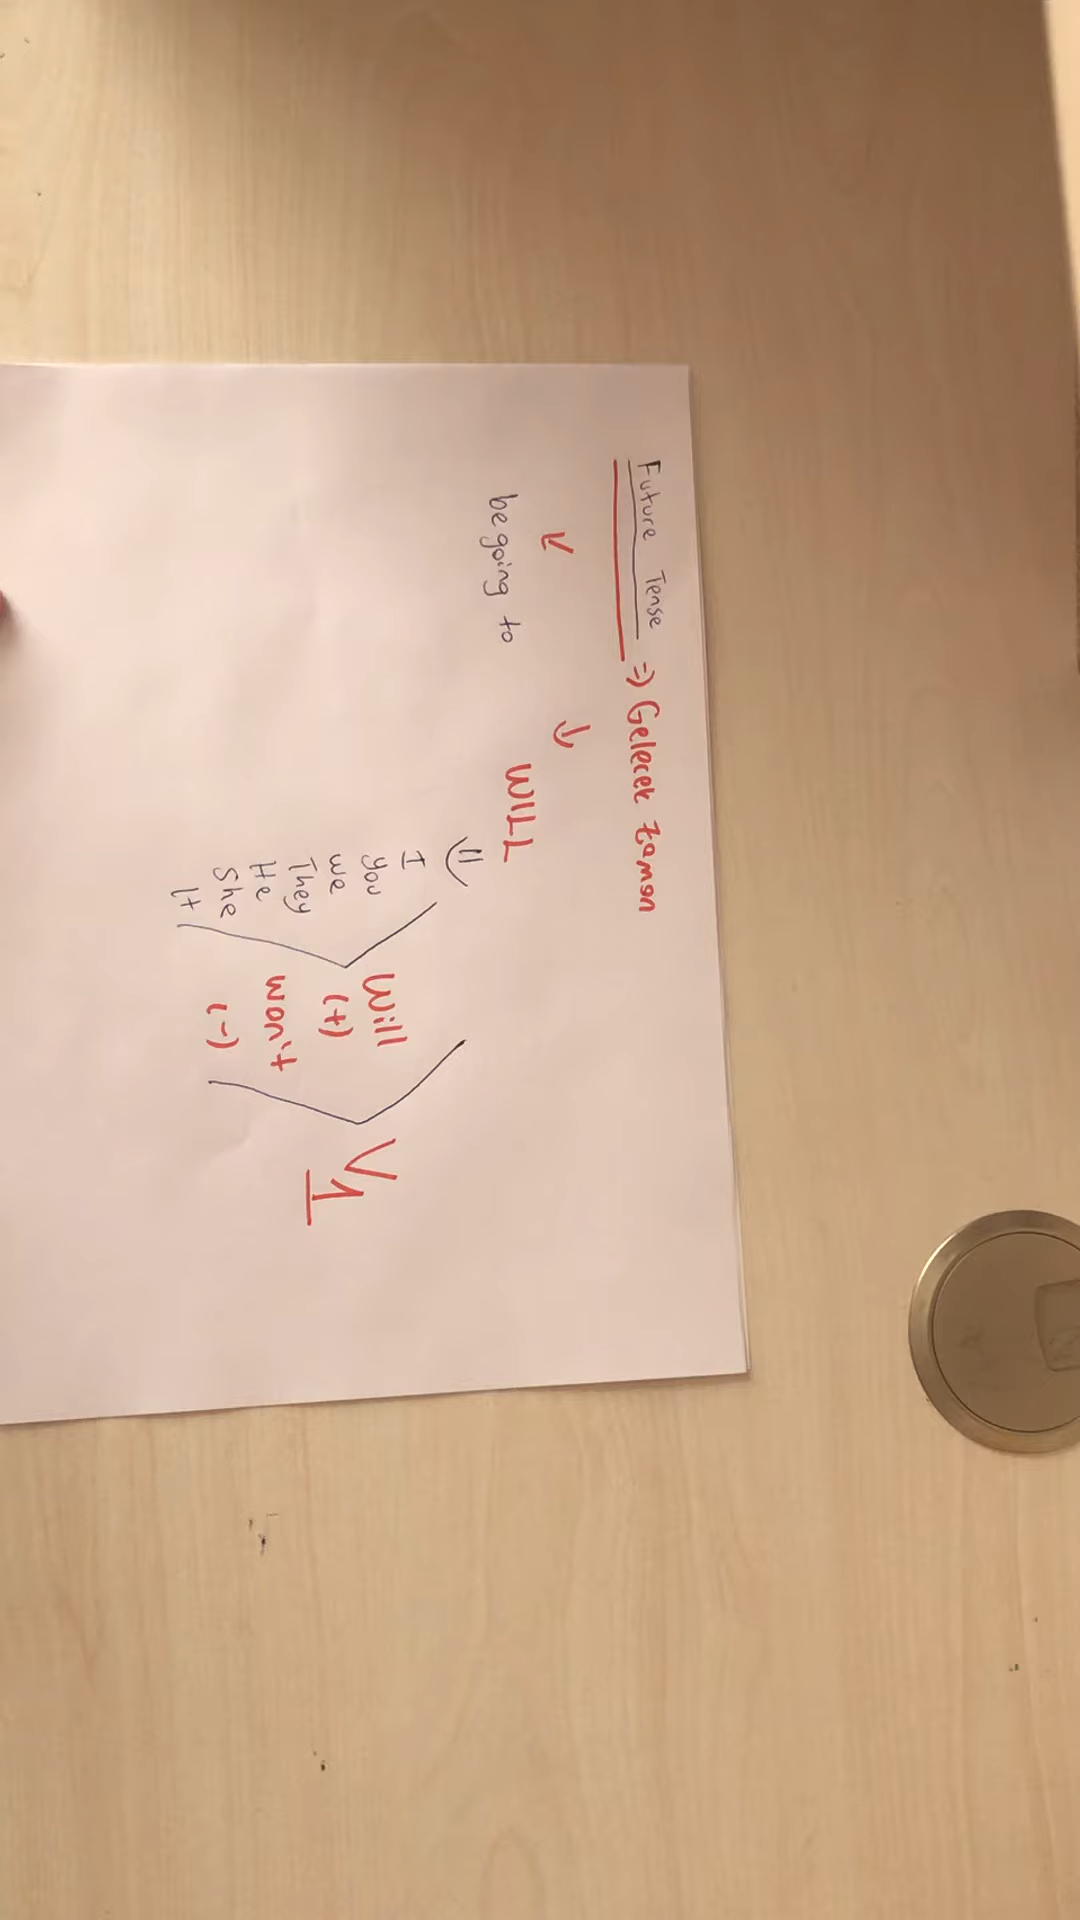 Future Tense => Gelecek zaman
be going to
WILL
I
you
we
They
He
She
It
Will
(+)
won't
(-)
V1